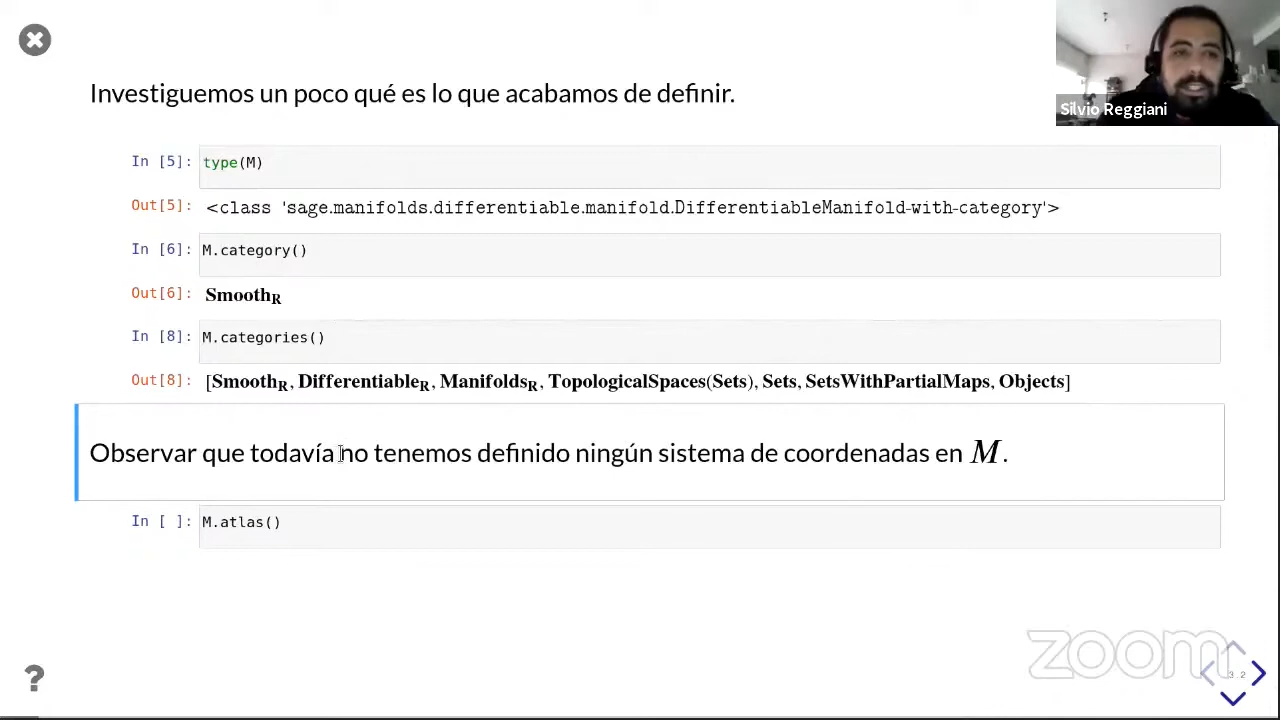 Investiguemos un poco qué es lo que acabamos de definir.
Silvio Reggiani
In [5]: type(M)
Out[5]: <class 'sage.manifolds.differentiable.manifold.DifferentiableManifold-with-category'>
In [6]: M.category()
Out[6]: Smooth_R
In [8]: M.categories()
Out[8]: [Smooth_R, Differentiable_R, Manifolds_R, TopologicalSpaces(Sets), Sets, SetsWithPartialMaps, Objects]
Observar que todavía no tenemos definido ningún sistema de coordenadas en M.
In [ ]: M.atlas()
zoom
3.2
?